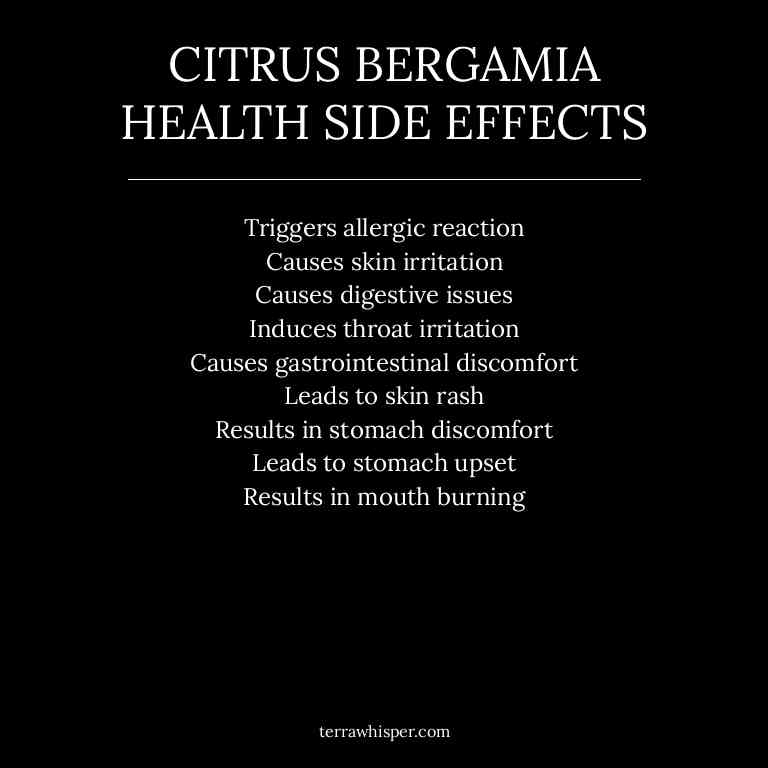 CITRUS BERGAMIA
HEALTH SIDE EFFECTS
Triggers allergic reaction
Causes skin irritation
Causes digestive issues
Induces throat irritation
Causes gastrointestinal discomfort
Leads to skin rash
Results in stomach discomfort
Leads to stomach upset
Results in mouth burning
terrawhisper.com